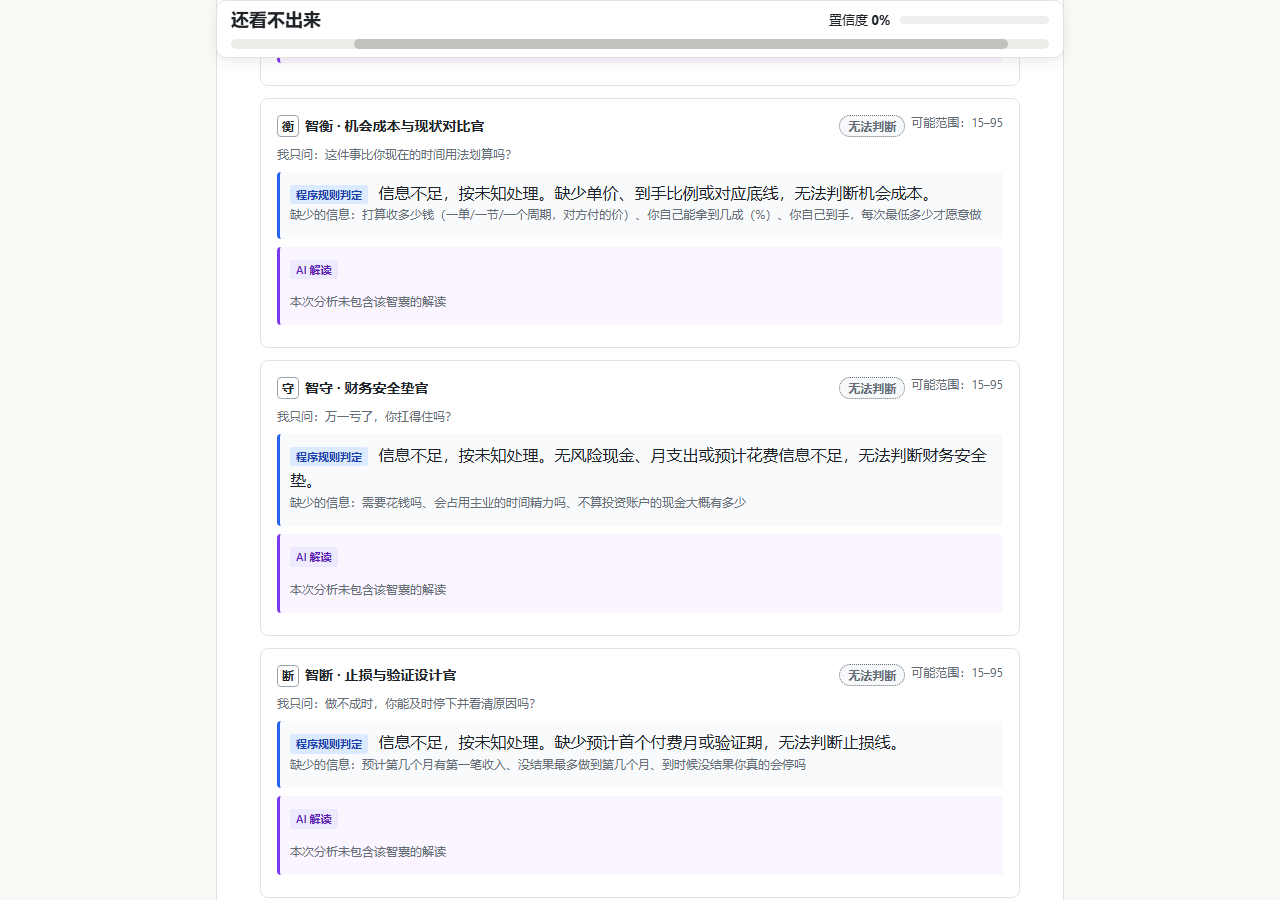 还看不出来
置信度 0%
衡 智衡 · 机会成本与现状对比官
无法判断 可能范围：15–95
我只问：这件事比你现在的时间用法划算吗?
程序规则判定 信息不足，按未知处理。缺少单价、到手比例或对应底线，无法判断机会成本。
缺少的信息：打算收多少钱（一单/一节/一个周期，对方付的价）、你自己能拿到几成（%）、你自己到手，每次最低多少才愿意做
AI 解读
本次分析未包含该智囊的解读
守 智守 · 财务安全垫官
无法判断 可能范围：15–95
我只问：万一亏了，你扛得住吗?
程序规则判定 信息不足，按未知处理。无风险现金、月支出或预计花费信息不足，无法判断财务安全
垫。
缺少的信息：需要花钱吗、会占用主业的时间精力吗、不算投资账户的现金大概有多少
AI 解读
本次分析未包含该智囊的解读
断 智断 · 止损与验证设计官
无法判断 可能范围：15–95
我只问：做不成时，你能及时停下并看清原因吗?
程序规则判定 信息不足，按未知处理。缺少预计首个付费月或验证期，无法判断止损线。
缺少的信息：预计第几个月有第一笔收入、没结果最多做到第几个月、到时候没结果你真的会停吗
AI 解读
本次分析未包含该智囊的解读